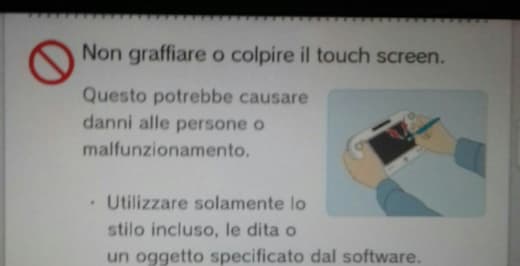 Non graffiare o colpire il touch screen.
Questo potrebbe causare
danni alle persone o
malfunzionamento.
· Utilizzare solamente lo
stilo incluso, le dita o
un oggetto specificato dal software.